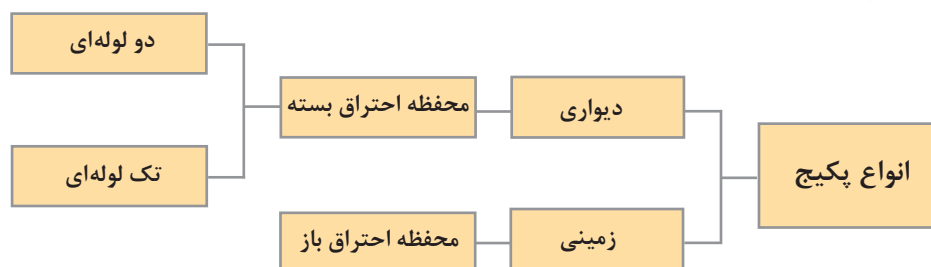 انواع پکیج
دیواری
محفظه احتراق بسته
دو لوله‌ای
تک لوله‌ای
زمینی
محفظه احتراق باز